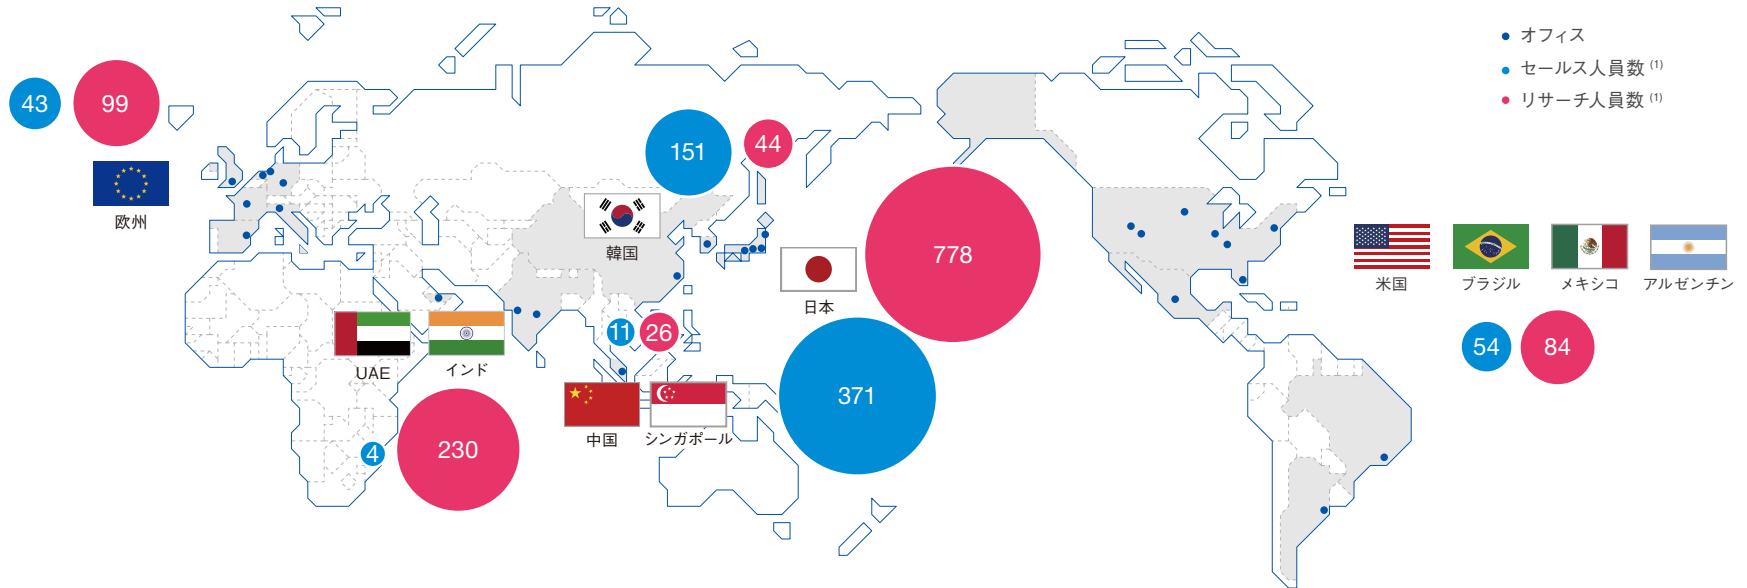 オフィス
セールス人員数 (1)
リサーチ人員数 (1)
43
99
欧州
151
44
韓国
778
日本
371
UAE
インド
4
230
11
26
中国
シンガポール
米国
ブラジル
メキシコ
アルゼンチン
54
84